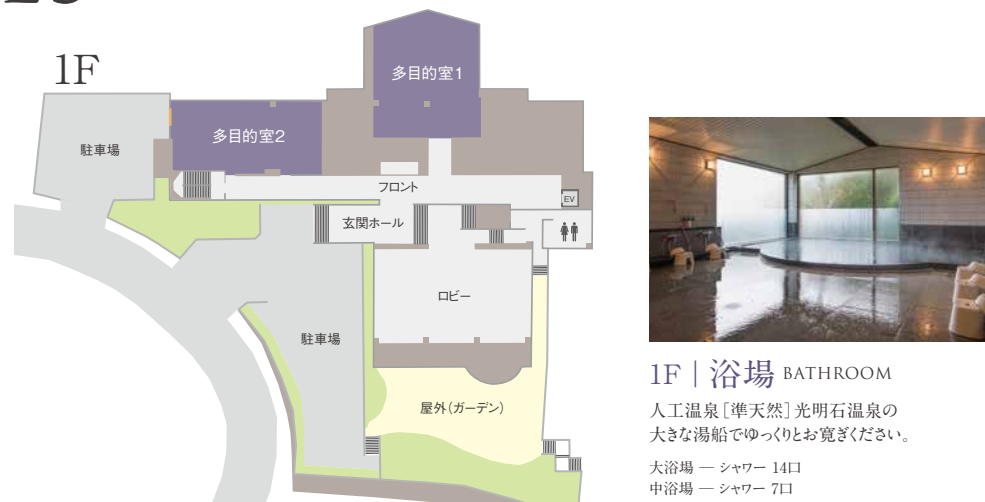 1F
多目的室1
多目的室2
駐車場
フロント
EV
玄関ホール
ロビー
駐車場
屋外(ガーデン)
1F | 浴場 BATHROOM
人工温泉[準天然]光明石温泉の
大きな湯船でゆっくりとお寛ぎください。
大浴場 ― シャワー 14口
中浴場 ― シャワー 7口